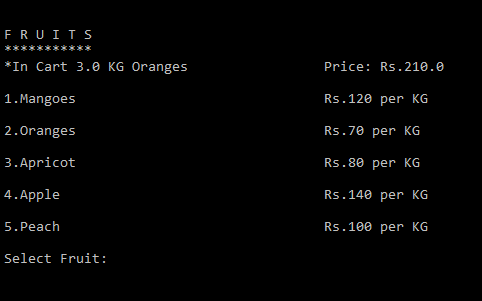 F R U I T S
***********
*In Cart 3.0 KG Oranges Price: Rs.210.0
1.Mangoes Rs.120 per KG
2.Oranges Rs.70 per KG
3.Apricot Rs.80 per KG
4.Apple Rs.140 per KG
5.Peach Rs.100 per KG
Select Fruit: